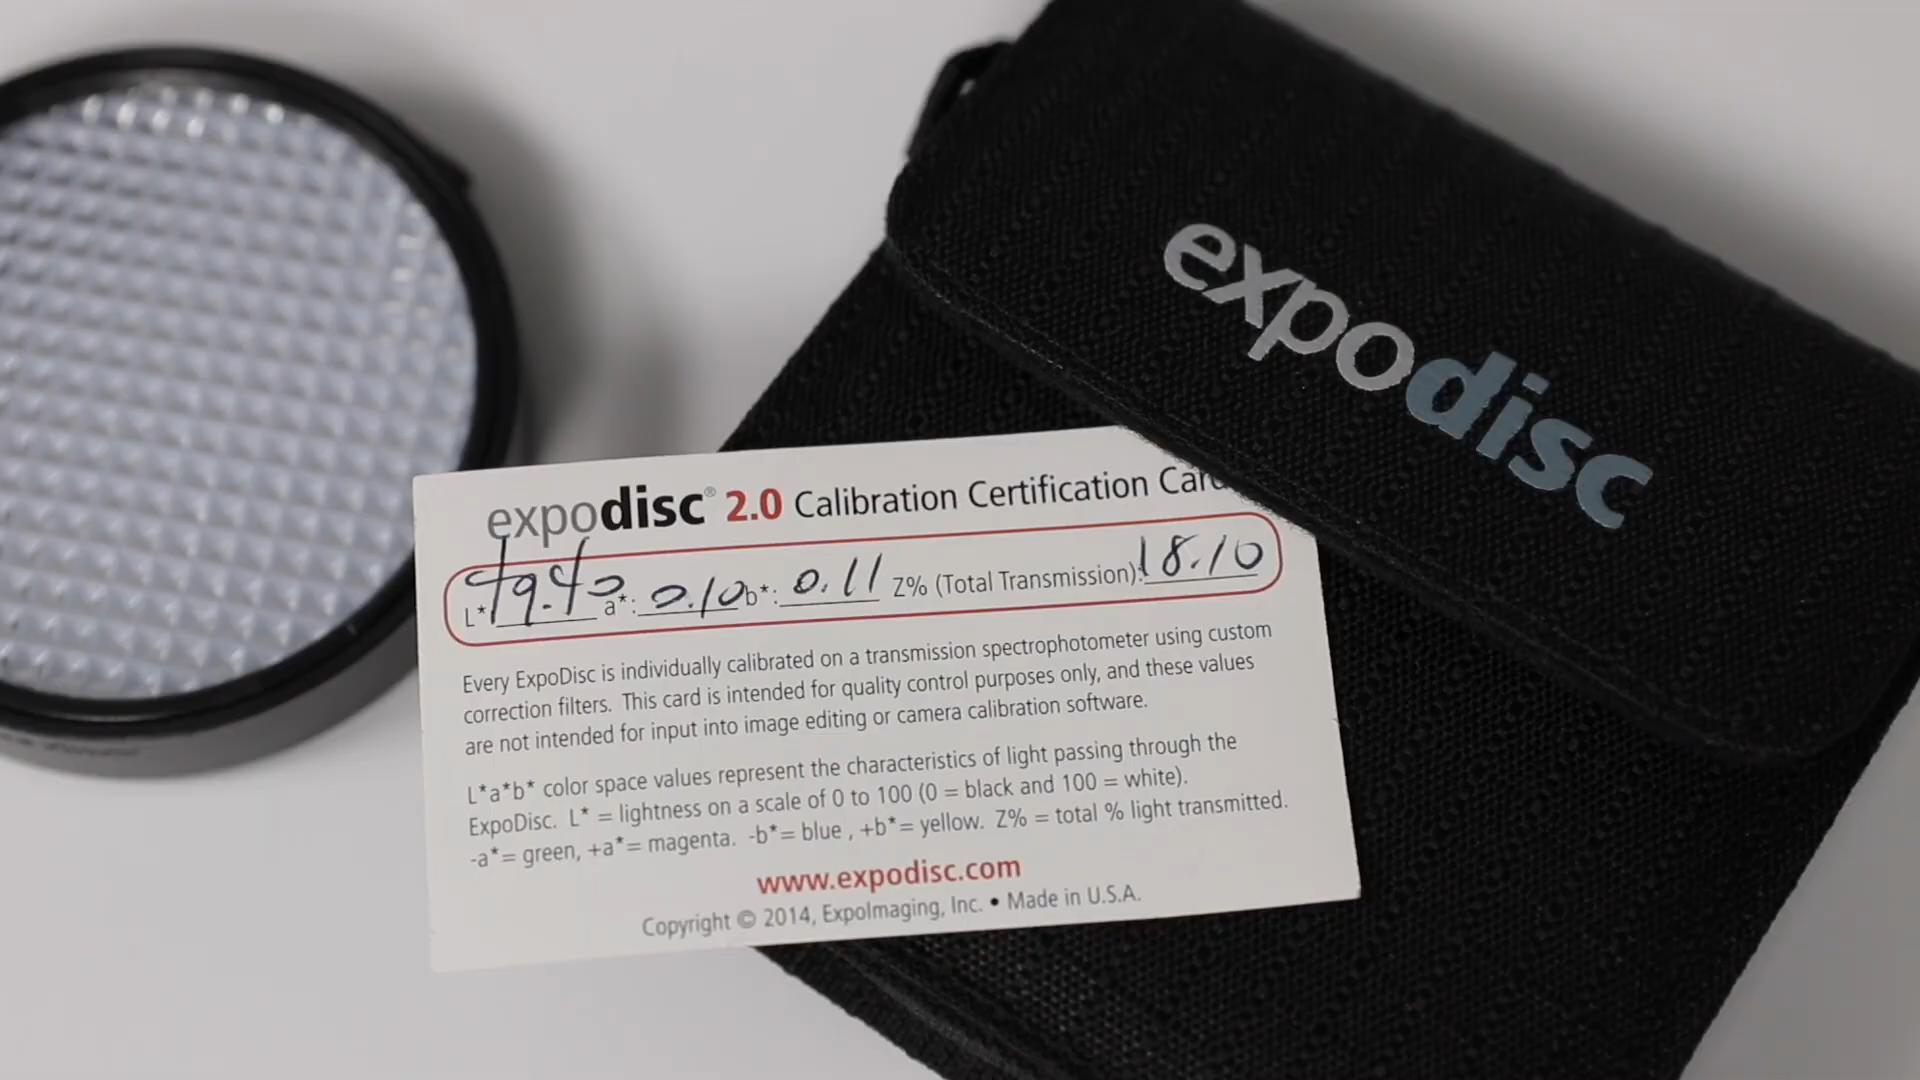 expodisc
expodisc® 2.0 Calibration Certification Card
L* 49.40 a*: 0.10 b*: 0.11 Z% (Total Transmission): 18.10
Every ExpoDisc is individually calibrated on a transmission spectrophotometer using custom
correction filters. This card is intended for quality control purposes only, and these values
are not intended for input into image editing or camera calibration software.
L*a*b* color space values represent the characteristics of light passing through the
ExpoDisc. L* = lightness on a scale of 0 to 100 (0 = black and 100 = white).
-a*= green, +a*= magenta. -b*= blue , +b*= yellow. Z% = total % light transmitted.
www.expodisc.com
Copyright © 2014, ExpoImaging, Inc. • Made in U.S.A.